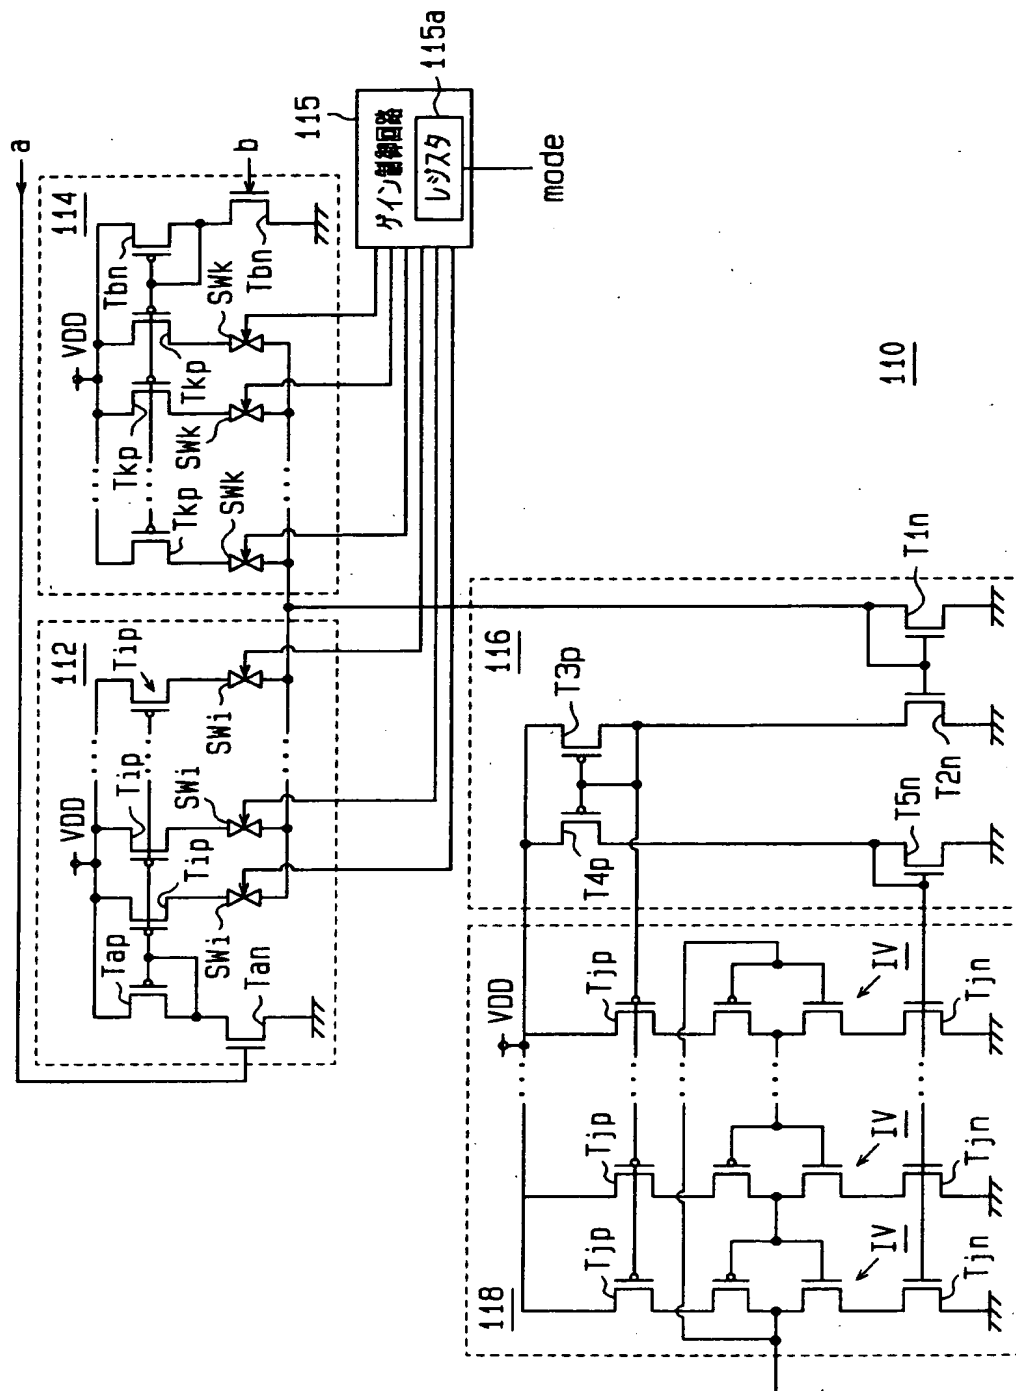 a
112
VDD
Tap
Tip
Tip
Tip
SWi
SWi
SWi
Tan
114
VDD
Tkp
Tkp
Tkp
Tbn
SWk
SWk
SWk
Tbn
b
115
ゲイン制御回路
レジスタ
115a
mode
110
118
VDD
Tjp
Tjp
Tjp
IV
IV
IV
Tjn
Tjn
Tjn
116
T3p
T4p
T5n
T2n
T1n